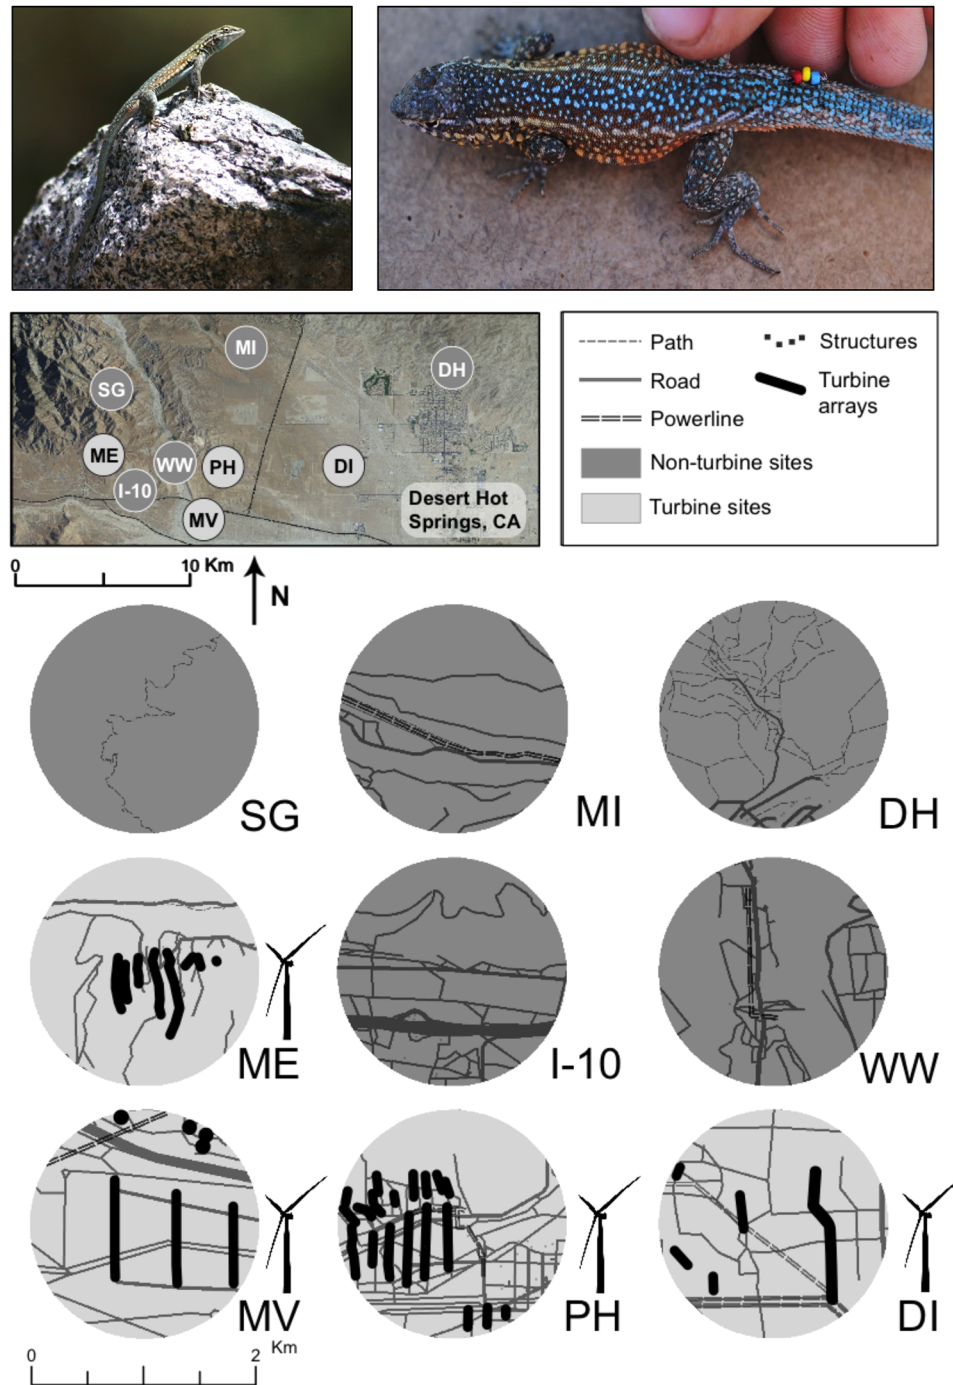 MI
DH
SG
ME
WW
PH
DI
I-10
MV
Desert Hot
Springs, CA
Path
Road
Powerline
Non-turbine sites
Turbine sites
Structures
Turbine
arrays
0
10 Km
N
SG
MI
DH
ME
I-10
WW
MV
PH
DI
0
2
Km